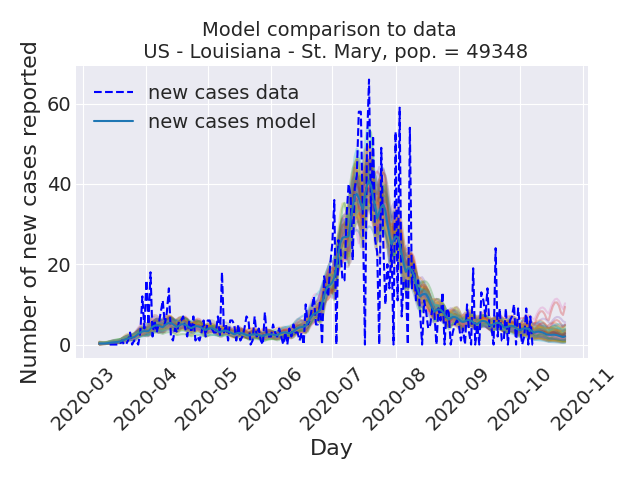 Model comparison to data
US - Louisiana - St. Mary, pop. = 49348
Number of new cases reported
new cases data
new cases model
60
40
20
0
2020-03
2020-04
2020-05
2020-06
2020-07
2020-08
2020-09
2020-10
2020-11
Day